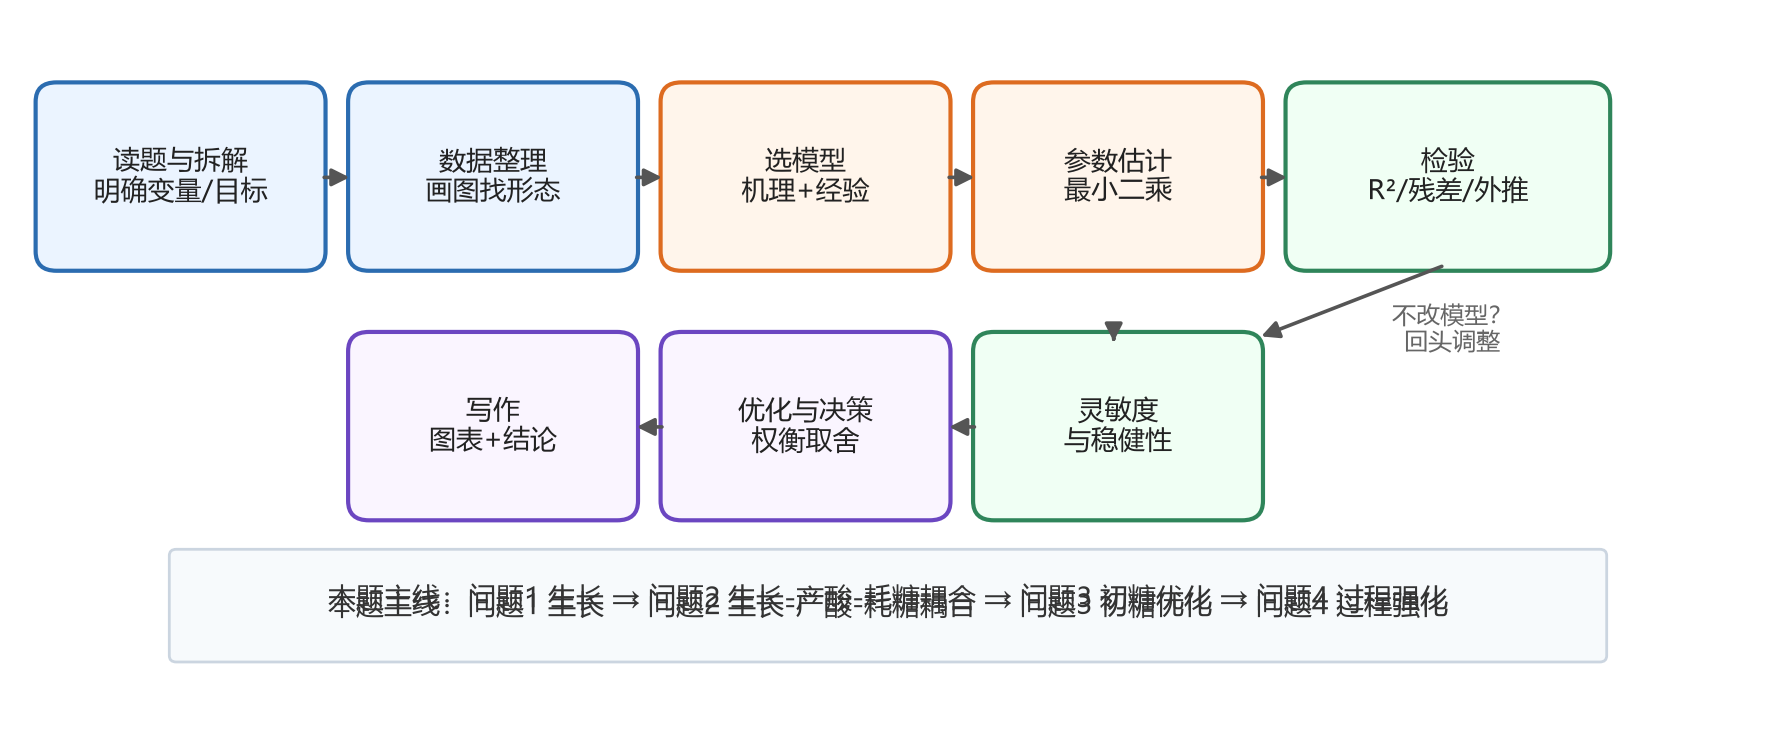 读题与拆解
明确变量/目标
数据整理
画图找形态
选模型
机理+经验
参数估计
最小二乘
检验
R²/残差/外推
不改模型？
回头调整
写作
图表+结论
优化与决策
权衡取舍
灵敏度
与稳健性
本题主线：问题1 生长 → 问题2 生长-产酸-耗糖耦合 → 问题3 初糖优化 → 问题4 过程强化